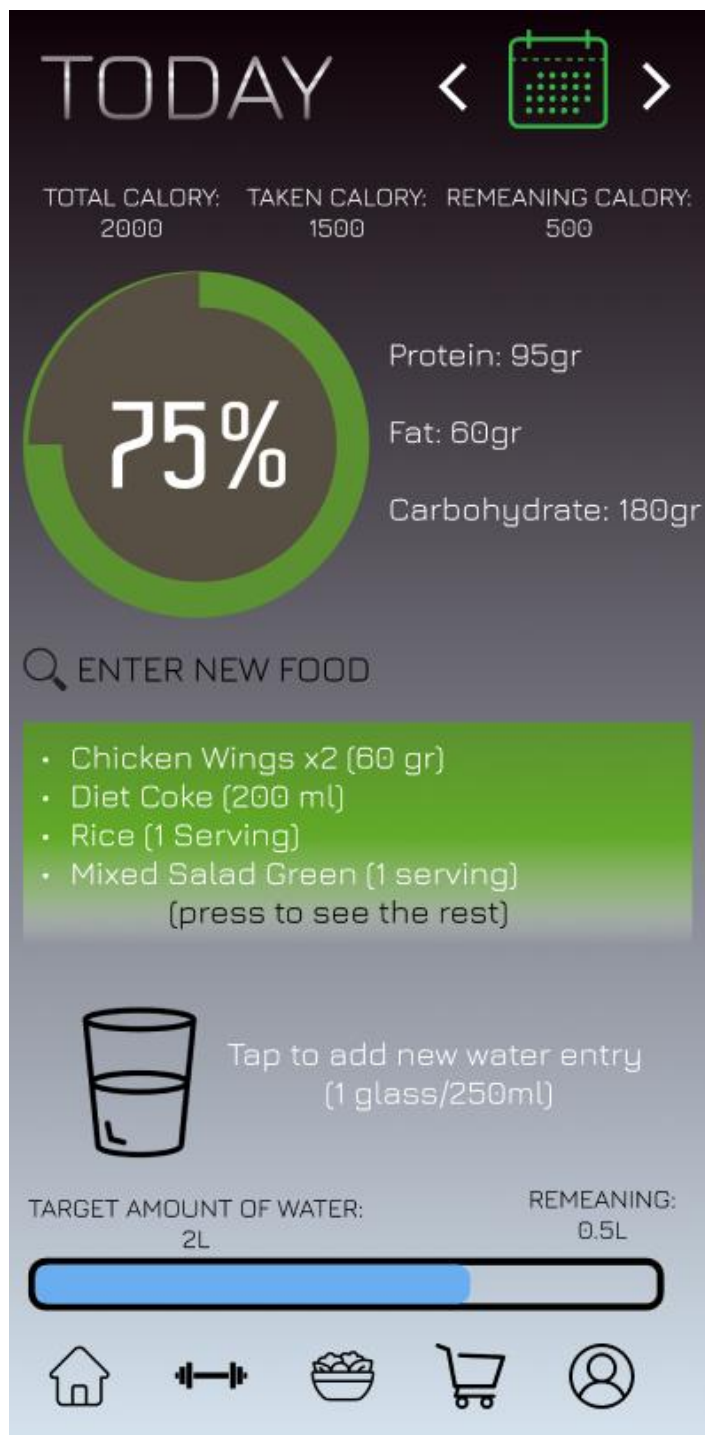 TODAY
TOTAL CALORY: TAKEN CALORY: REMEANING CALORY:
2000 1500 500
75%
Protein: 95gr
Fat: 60gr
Carbohydrate: 180gr
ENTER NEW FOOD
• Chicken Wings x2 (60 gr)
• Diet Coke (200 ml)
• Rice (1 Serving)
• Mixed Salad Green (1 serving)
(press to see the rest)
Tap to add new water entry
(1 glass/250ml)
TARGET AMOUNT OF WATER: REMEANING:
2L 0.5L